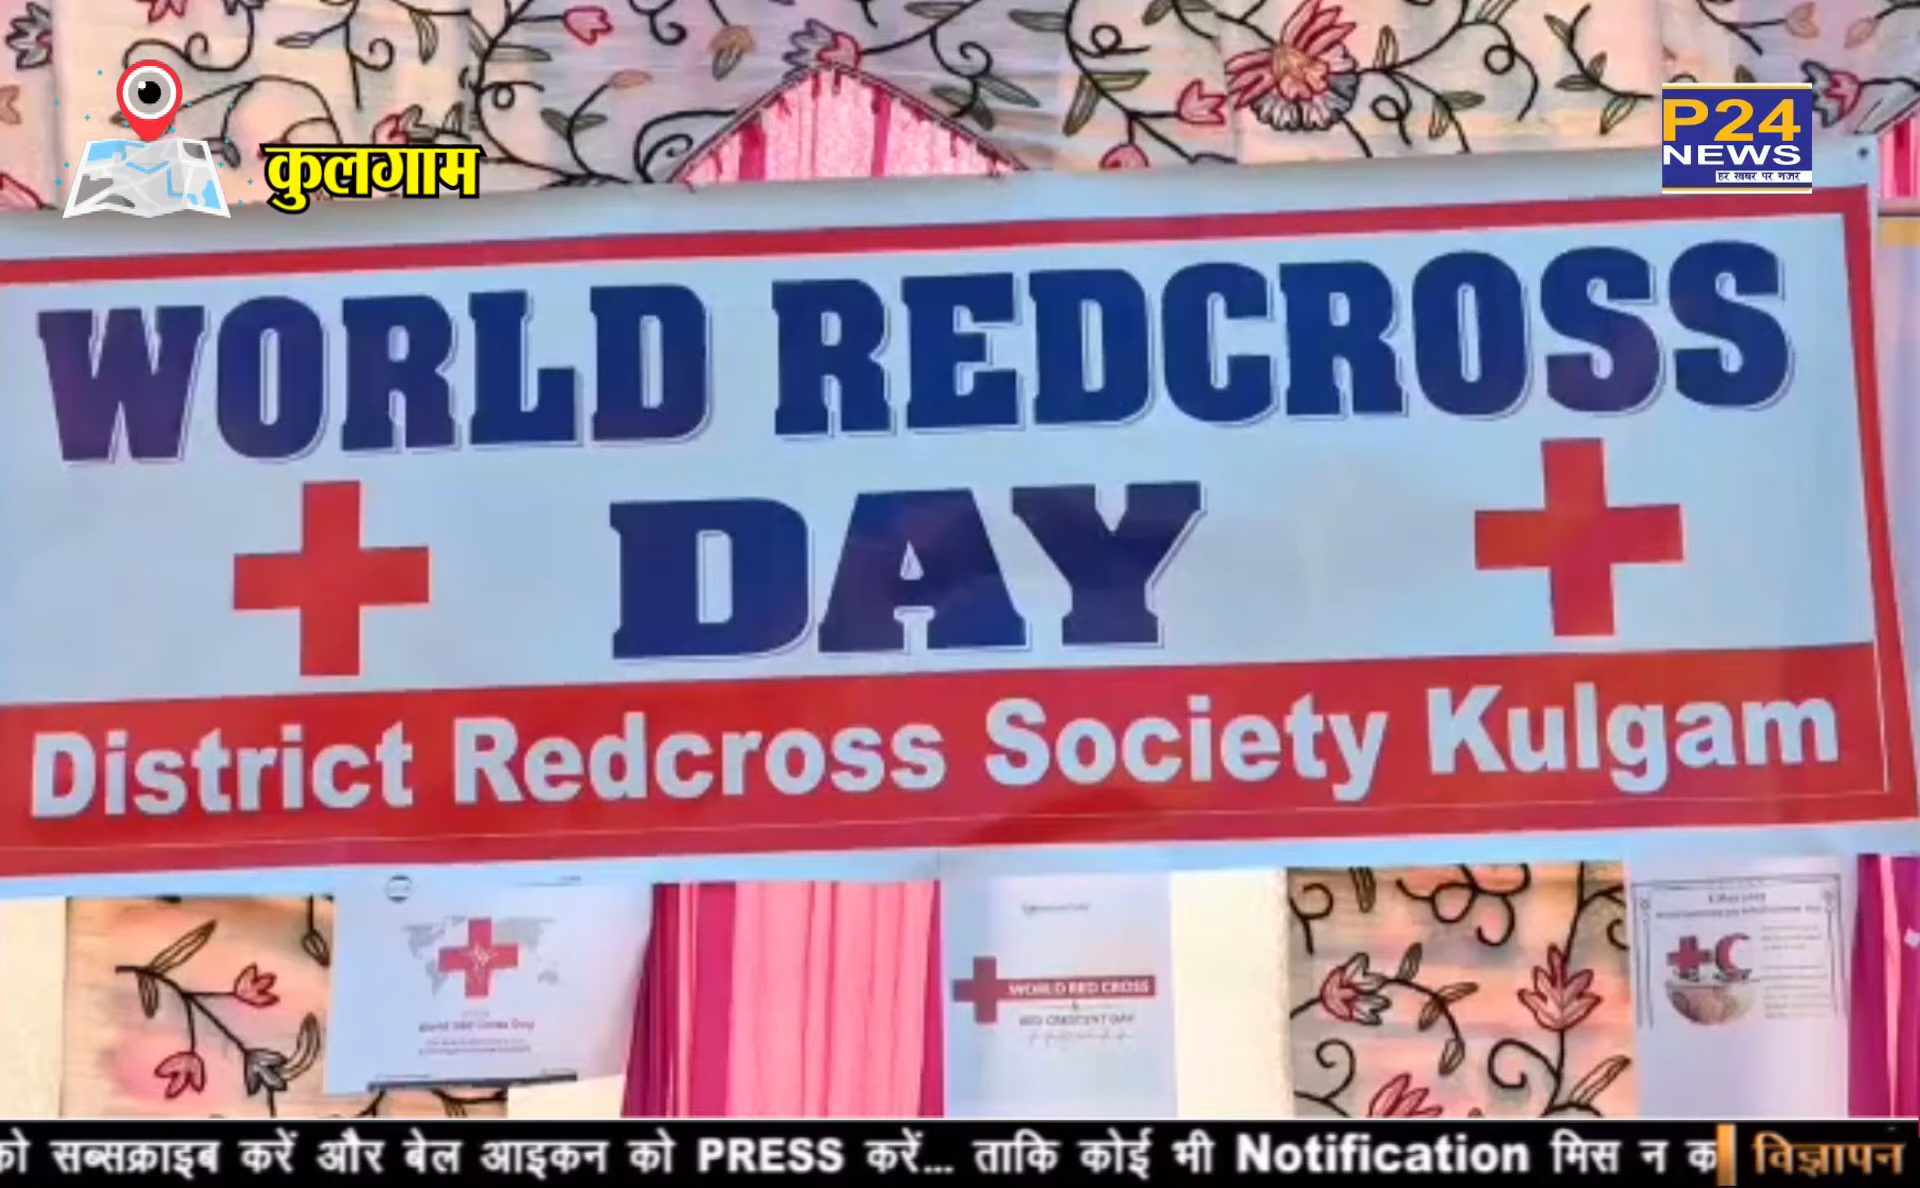 कुलगाम
P24
NEWS
हर खबर पर नजर
WORLD REDCROSS
DAY
District Redcross Society Kulgam
World Red Cross Day
WORLD RED CROSS
&
RED CRESCENT DAY
को सब्सक्राइब करें और बेल आइकन को PRESS करें... ताकि कोई भी Notification मिस न क
विज्ञापन